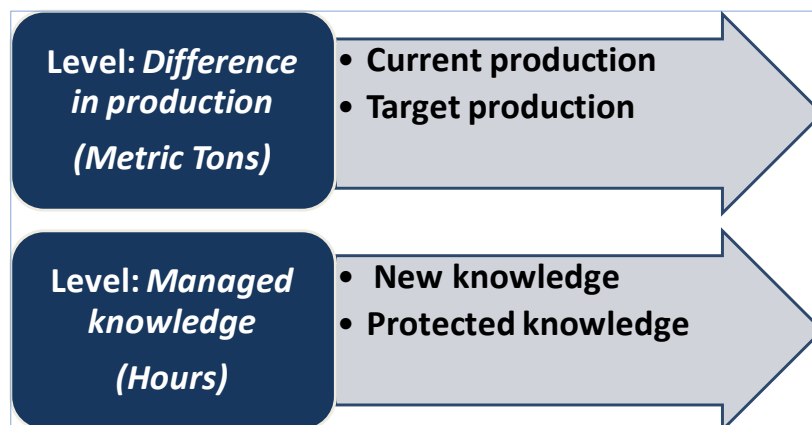 Level: Difference
in production
(Metric Tons)
• Current production
• Target production
Level: Managed
knowledge
(Hours)
• New knowledge
• Protected knowledge